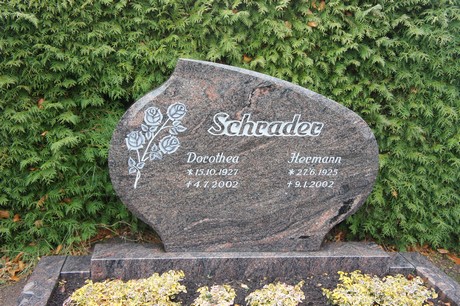 Schrader
Dorothea Hermann
*15.10.1927 *27.6.1925
+4.7.2002 +9.1.2002